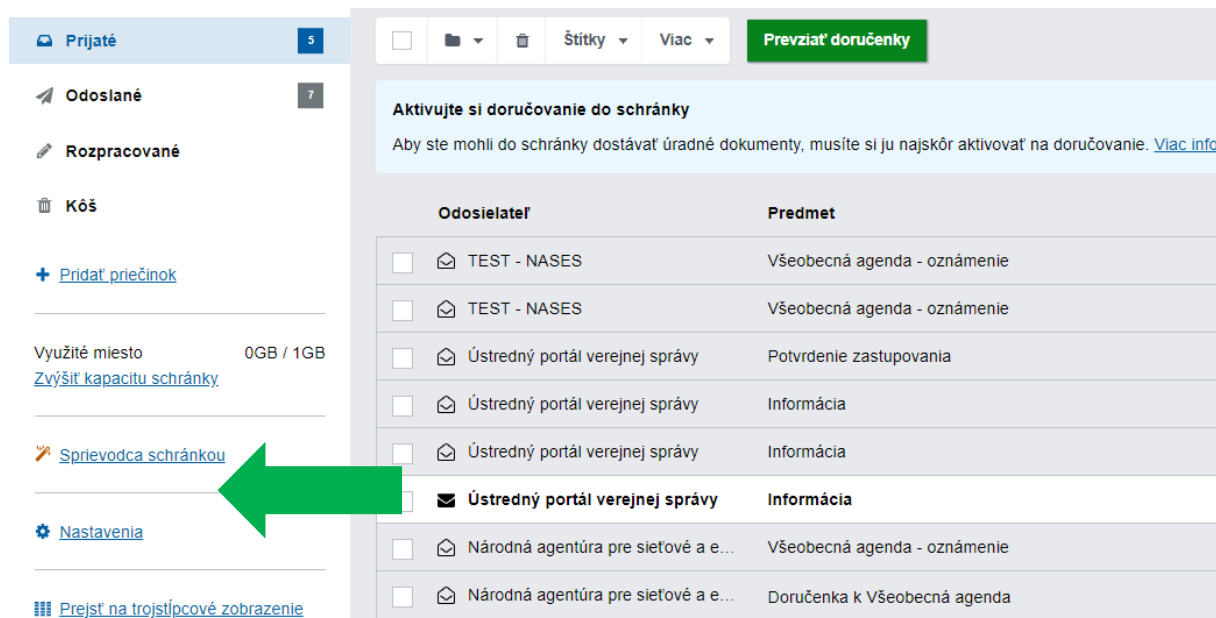 Prijaté 5
Odoslané 7
Rozpracované
Kôš
Pridať priečinok
Využité miesto 0GB / 1GB
Zvýšiť kapacitu schránky
Sprievodca schránkou
Nastavenia
Prejsť na trojstĺpcové zobrazenie
Štítky Viac Prevziať doručenky
Aktivujte si doručovanie do schránky
Aby ste mohli do schránky dostávať úradné dokumenty, musíte si ju najskôr aktivovať na doručovanie. Viac info
Odosielateľ Predmet
TEST - NASES Všeobecná agenda - oznámenie
TEST - NASES Všeobecná agenda - oznámenie
Ústredný portál verejnej správy Potvrdenie zastupovania
Ústredný portál verejnej správy Informácia
Ústredný portál verejnej správy Informácia
Ústredný portál verejnej správy Informácia
Národná agentúra pre sieťové a e... Všeobecná agenda - oznámenie
Národná agentúra pre sieťové a e... Doručenka k Všeobecná agenda